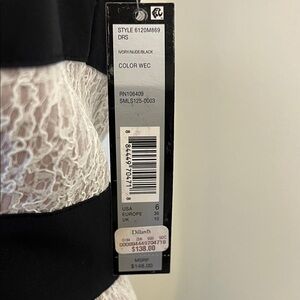 STYLE 6120M869
DRS
IVORY/NUDE/BLACK
COLOR WEC
RN106409
SMLS125-0003
USA 6
EUROPE 36
UK 10
Dillard's
$138.00
MSRP
$148.00